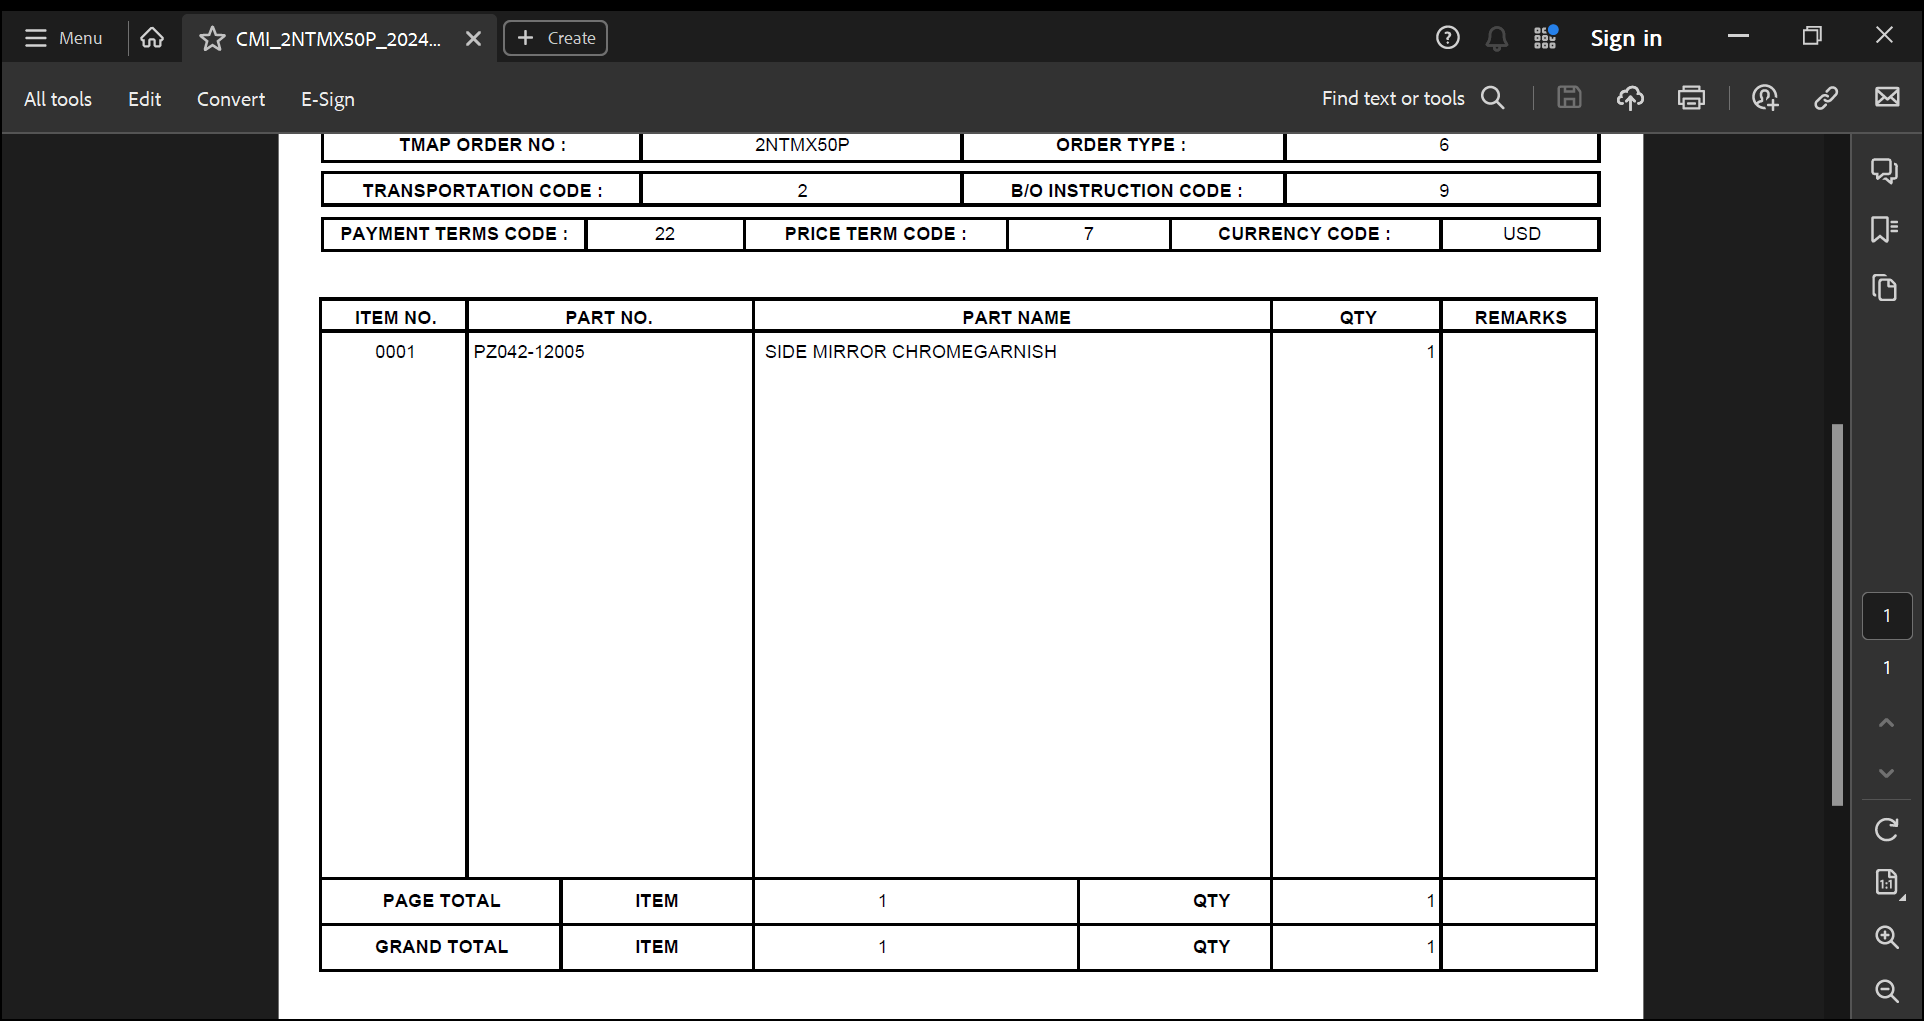 Menu CMI_2NTMX50P_2024... Create Sign in
All tools Edit Convert E-Sign Find text or tools
TMAP ORDER NO : 2NTMX50P ORDER TYPE : 6
TRANSPORTATION CODE : 2 B/O INSTRUCTION CODE : 9
PAYMENT TERMS CODE : 22 PRICE TERM CODE : 7 CURRENCY CODE : USD
ITEM NO. PART NO. PART NAME QTY REMARKS
0001 PZ042-12005 SIDE MIRROR CHROMEGARNISH 1
PAGE TOTAL ITEM 1 QTY 1
GRAND TOTAL ITEM 1 QTY 1
1
1
1:1